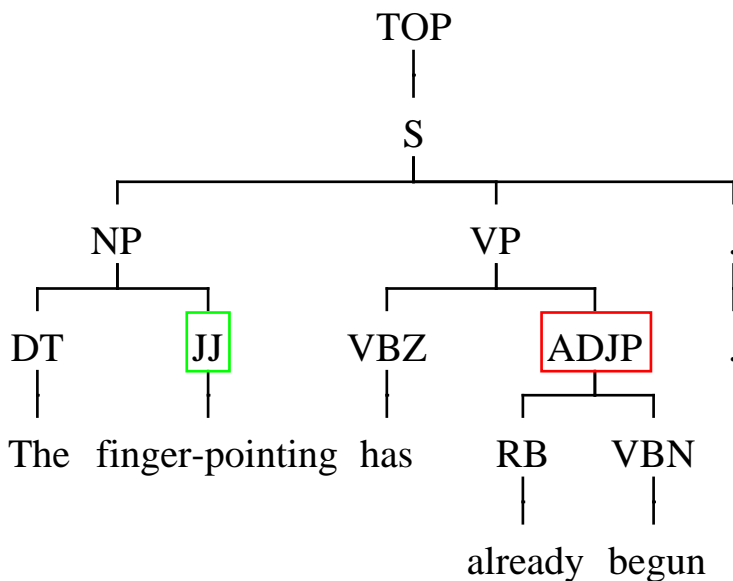 TOP
S
NP VP .
DT JJ VBZ ADJP .
The finger-pointing has RB VBN
already begun